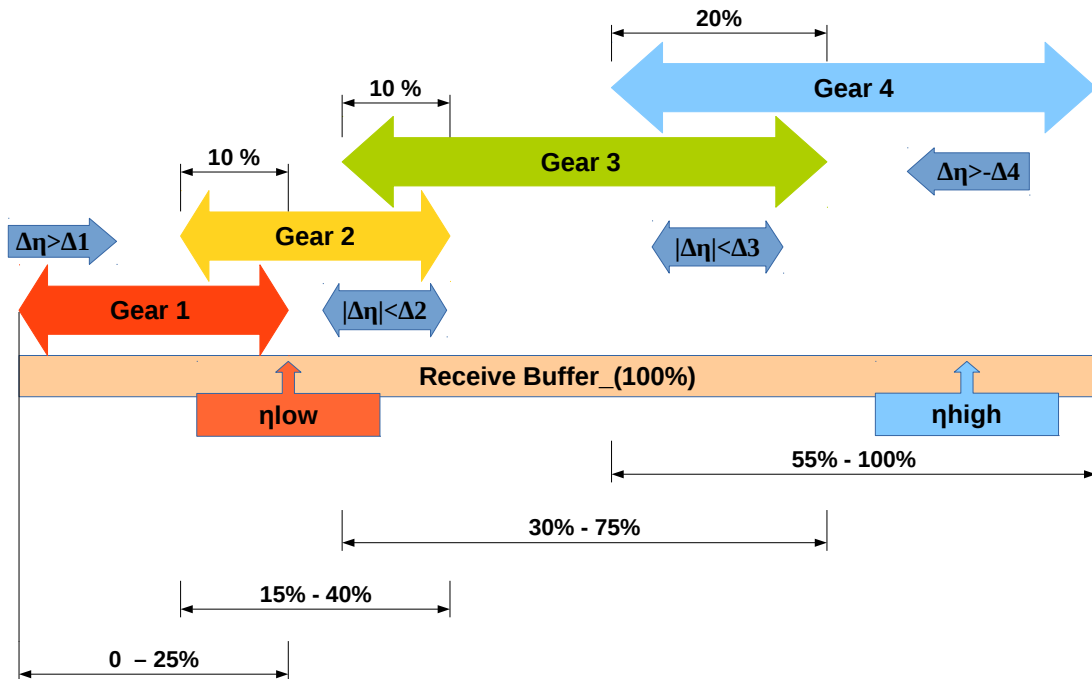 20%
Gear 4
10 %
Gear 3
10 %
Δη>-Δ4
Gear 2
Δη>Δ1
|Δη|<Δ3
Gear 1
|Δη|<Δ2
Receive Buffer_(100%)
ηlow
ηhigh
55% - 100%
30% - 75%
15% - 40%
0 – 25%